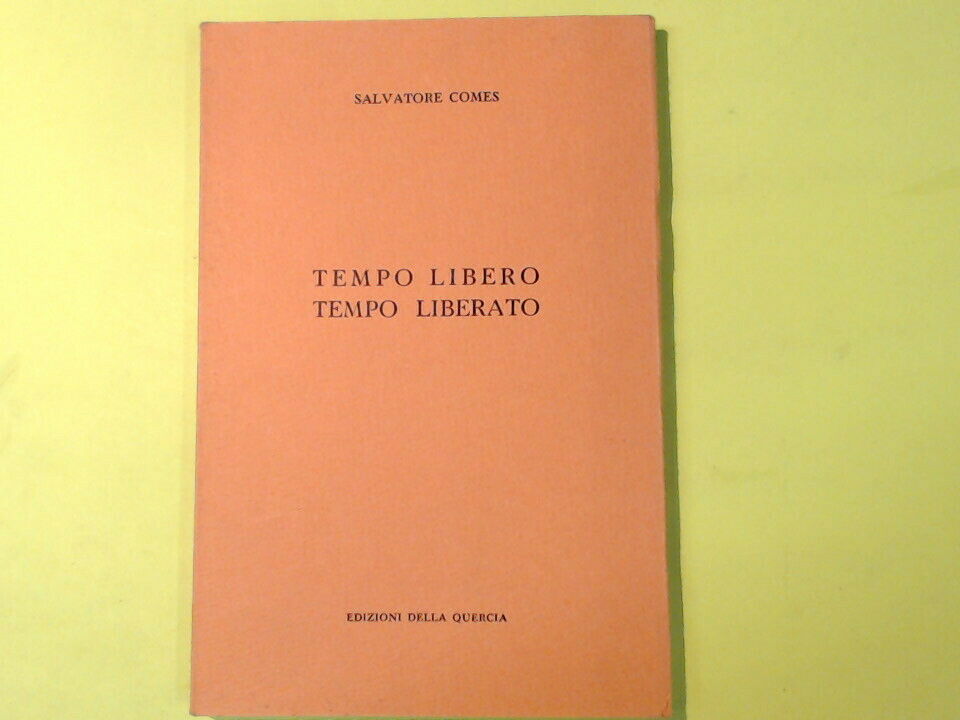 SALVATORE COMES
TEMPO LIBERO
TEMPO LIBERATO
EDIZIONI DELLA QUERCIA